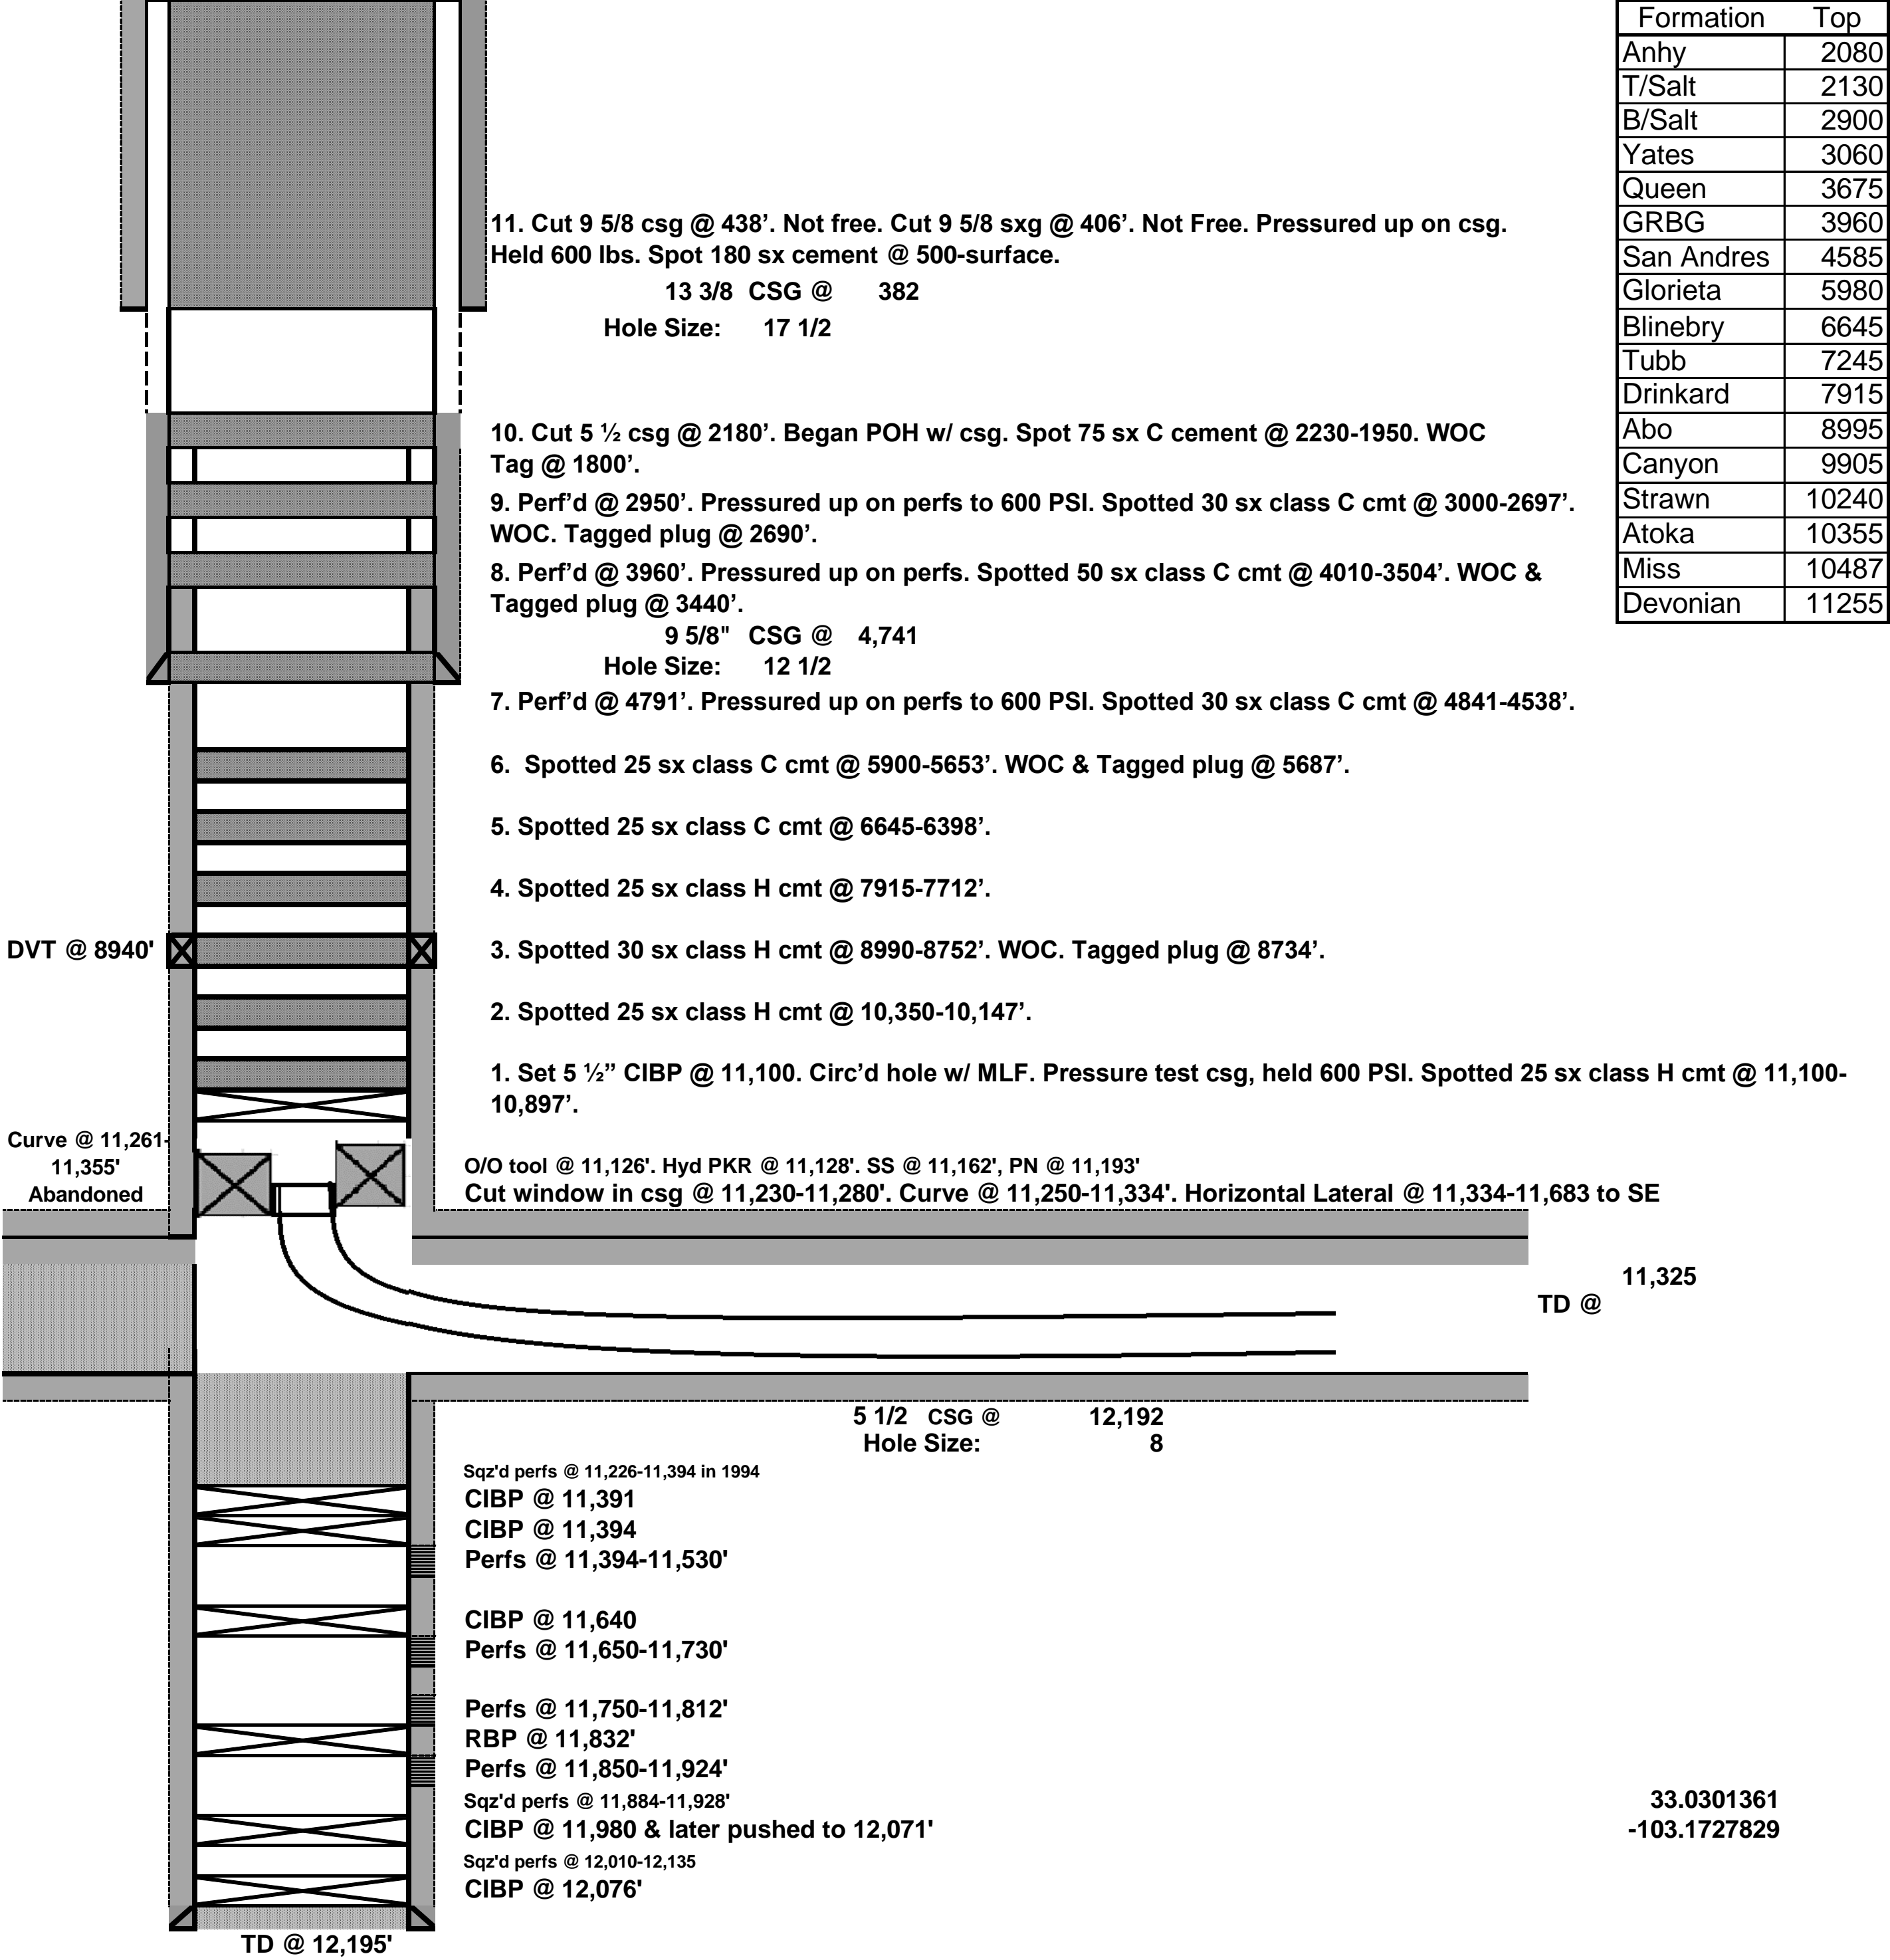 Formation Top
Anhy 2080
T/Salt 2130
B/Salt 2900
Yates 3060
Queen 3675
GRBG 3960
San Andres 4585
Glorieta 5980
Blinebry 6645
Tubb 7245
Drinkard 7915
Abo 8995
Canyon 9905
Strawn 10240
Atoka 10355
Miss 10487
Devonian 11255
11. Cut 9 5/8 csg @ 438’. Not free. Cut 9 5/8 sxg @ 406’. Not Free. Pressured up on csg.
Held 600 lbs. Spot 180 sx cement @ 500-surface.
13 3/8 CSG @ 382
Hole Size: 17 1/2
10. Cut 5 ½ csg @ 2180’. Began POH w/ csg. Spot 75 sx C cement @ 2230-1950. WOC
Tag @ 1800’.
9. Perf’d @ 2950’. Pressured up on perfs to 600 PSI. Spotted 30 sx class C cmt @ 3000-2697’.
WOC. Tagged plug @ 2690’.
8. Perf’d @ 3960’. Pressured up on perfs. Spotted 50 sx class C cmt @ 4010-3504’. WOC &
Tagged plug @ 3440’.
9 5/8" CSG @ 4,741
Hole Size: 12 1/2
7. Perf’d @ 4791’. Pressured up on perfs to 600 PSI. Spotted 30 sx class C cmt @ 4841-4538’.
6. Spotted 25 sx class C cmt @ 5900-5653’. WOC & Tagged plug @ 5687’.
5. Spotted 25 sx class C cmt @ 6645-6398’.
4. Spotted 25 sx class H cmt @ 7915-7712’.
DVT @ 8940'
3. Spotted 30 sx class H cmt @ 8990-8752’. WOC. Tagged plug @ 8734’.
2. Spotted 25 sx class H cmt @ 10,350-10,147’.
1. Set 5 ½” CIBP @ 11,100. Circ’d hole w/ MLF. Pressure test csg, held 600 PSI. Spotted 25 sx class H cmt @ 11,100-
10,897’.
Curve @ 11,261-
11,355'
Abandoned
O/O tool @ 11,126'. Hyd PKR @ 11,128'. SS @ 11,162', PN @ 11,193'
Cut window in csg @ 11,230-11,280'. Curve @ 11,250-11,334'. Horizontal Lateral @ 11,334-11,683 to SE
11,325
TD @
5 1/2 CSG @ 12,192
Hole Size: 8
Sqz'd perfs @ 11,226-11,394 in 1994
CIBP @ 11,391
CIBP @ 11,394
Perfs @ 11,394-11,530'
CIBP @ 11,640
Perfs @ 11,650-11,730'
Perfs @ 11,750-11,812'
RBP @ 11,832'
Perfs @ 11,850-11,924'
Sqz'd perfs @ 11,884-11,928'
CIBP @ 11,980 & later pushed to 12,071'
Sqz'd perfs @ 12,010-12,135
CIBP @ 12,076'
33.0301361
-103.1727829
TD @ 12,195'